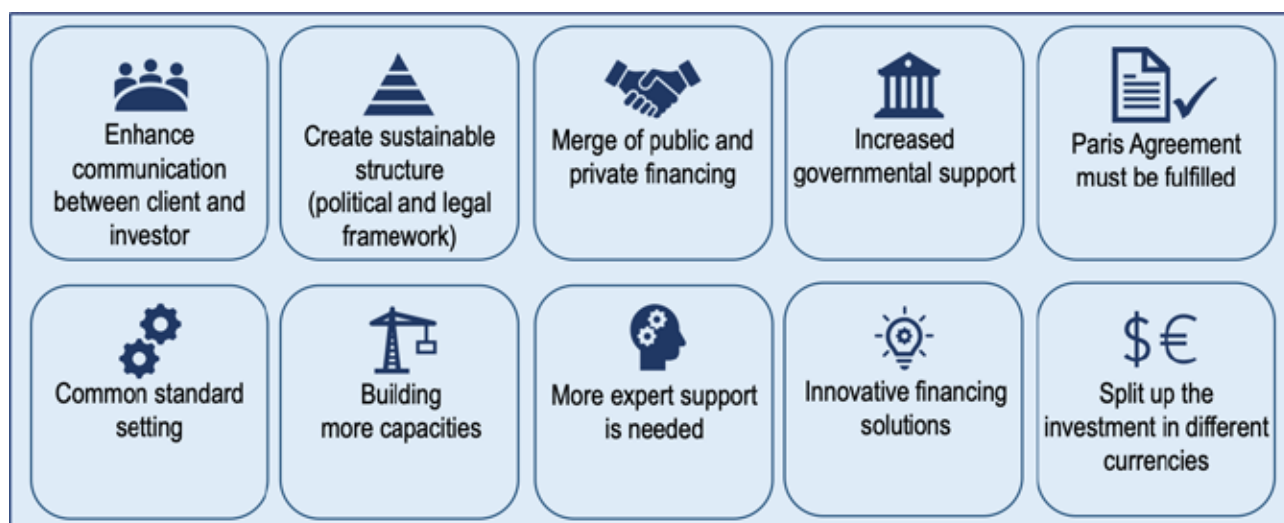 Enhance
communication
between client and
investor
Create sustainable
structure
(political and legal
framework)
Merge of public and
private financing
Increased
governmental support
Paris Agreement
must be fulfilled
Common standard
setting
Building
more capacities
More expert support
is needed
Innovative financing
solutions
$€
Split up the
investment in different
currencies